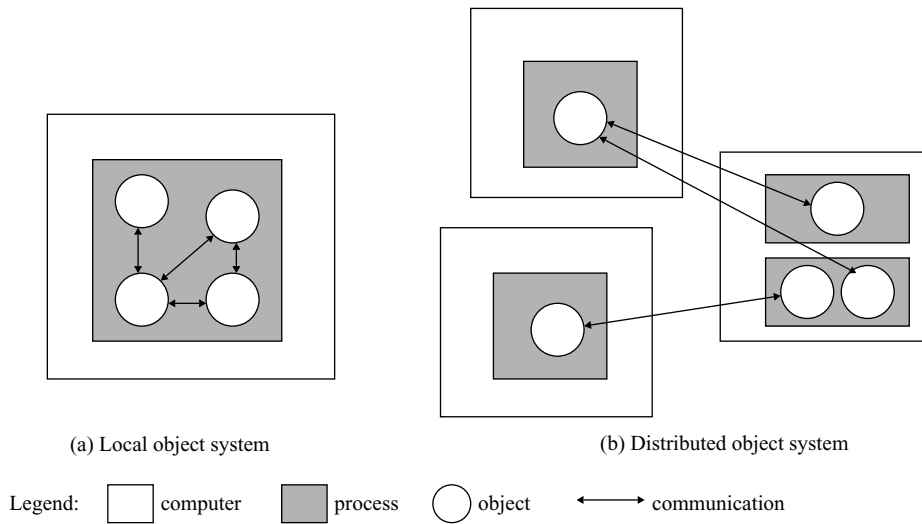 (a) Local object system
(b) Distributed object system
Legend: computer process object communication